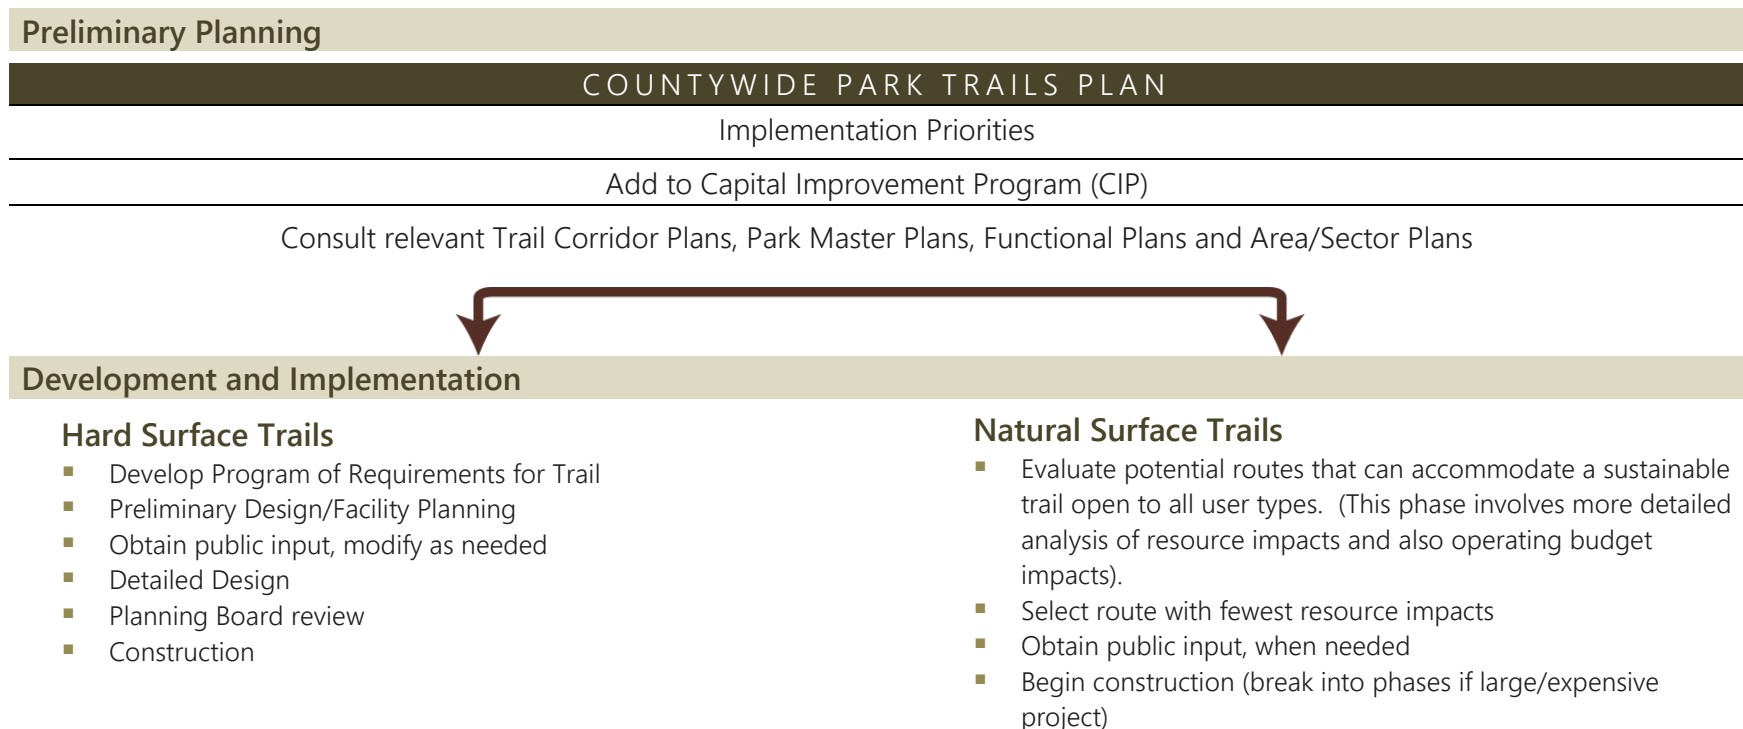 Preliminary Planning
COUNTYWIDE PARK TRAILS PLAN
Implementation Priorities
Add to Capital Improvement Program (CIP)
Consult relevant Trail Corridor Plans, Park Master Plans, Functional Plans and Area/Sector Plans
Development and Implementation
Hard Surface Trails
▪ Develop Program of Requirements for Trail
▪ Preliminary Design/Facility Planning
▪ Obtain public input, modify as needed
▪ Detailed Design
▪ Planning Board review
▪ Construction
Natural Surface Trails
▪ Evaluate potential routes that can accommodate a sustainable
trail open to all user types. (This phase involves more detailed
analysis of resource impacts and also operating budget
impacts).
▪ Select route with fewest resource impacts
▪ Obtain public input, when needed
▪ Begin construction (break into phases if large/expensive
project)